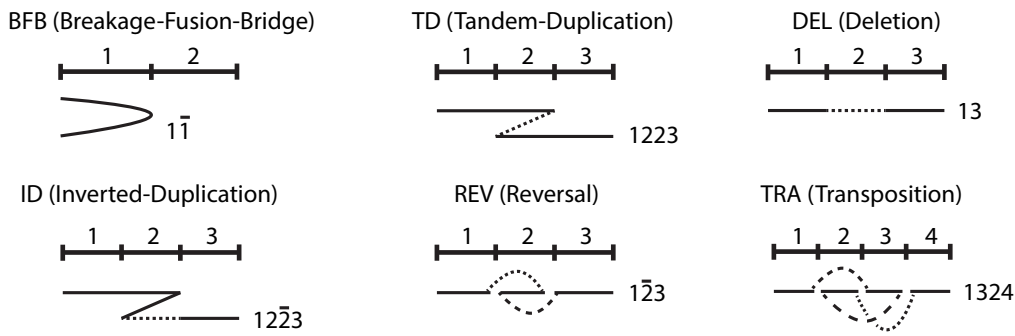 BFB (Breakage-Fusion-Bridge)
1 2
11̄
TD (Tandem-Duplication)
1 2 3
1223
DEL (Deletion)
1 2 3
13
ID (Inverted-Duplication)
1 2 3
122̄3
REV (Reversal)
1 2 3
12̄3
TRA (Transposition)
1 2 3 4
1324